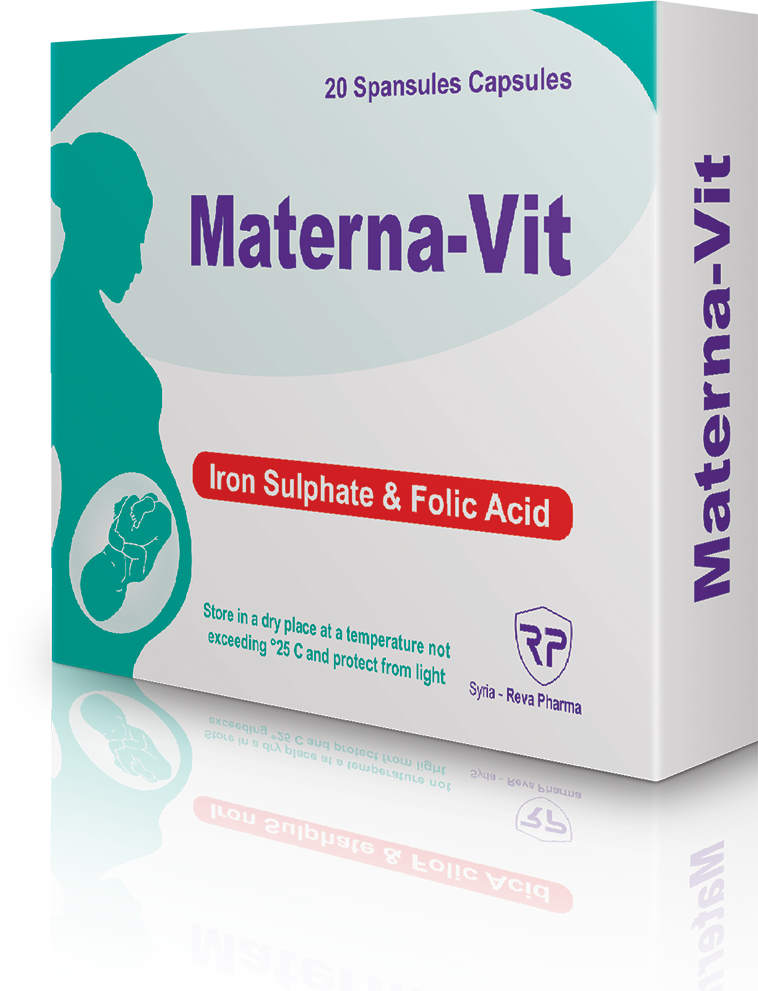 20 Spansules Capsules
Materna-Vit
Iron Sulphate & Folic Acid
Store in a dry place at a temperature not
exceeding °25 C and protect from light
RP
Syria - Reva Pharma
Materna-Vit